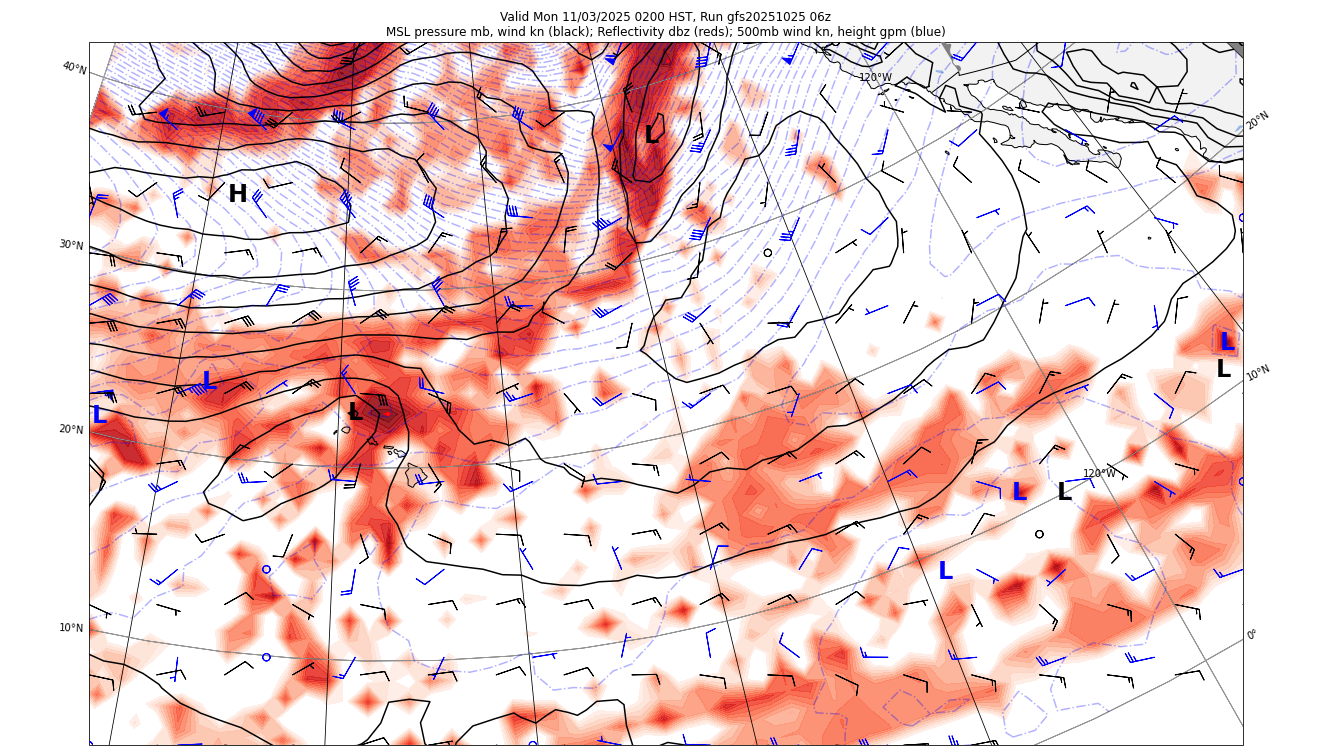 Valid Mon 11/03/2025 0200 HST, Run gfs20251025 06z
MSL pressure mb, wind kn (black); Reflectivity dbz (reds); 500mb wind kn, height gpm (blue)
40°N
120°W
20°N
L
H
30°N
L
L
10°N
L
L
L
20°N
120°W
L
L
L
10°N
0°